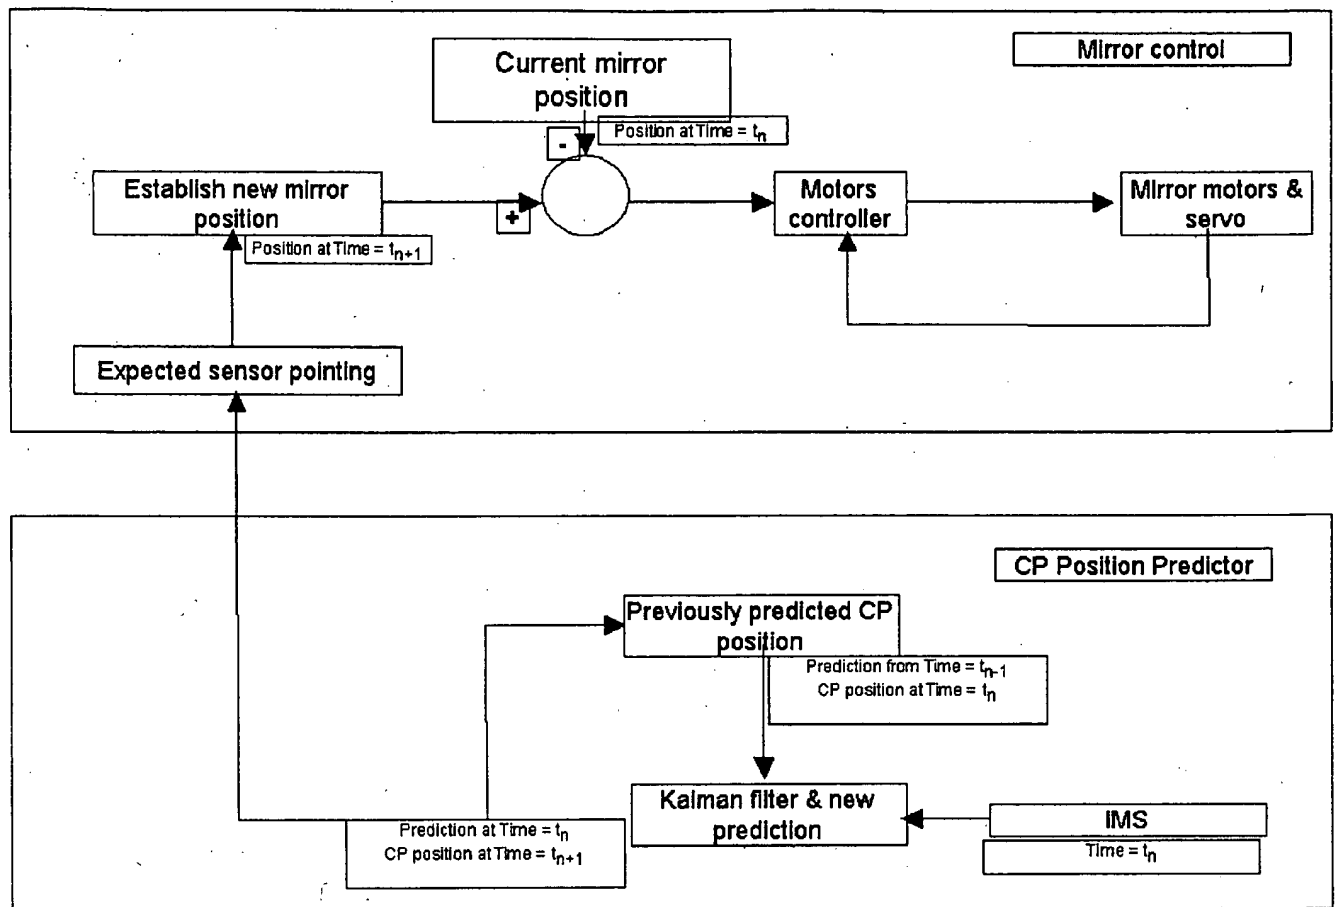 Mirror control
Current mirror
position
Position at Time = tn
-
Establish new mirror
position
+
Motors
controller
Mirror motors &
servo
Position at Time = tn+1
Expected sensor pointing
CP Position Predictor
Previously predicted CP
position
Prediction from Time = tn-1
CP position at Time = tn
Kalman filter & new
prediction
IMS
Time = tn
Prediction at Time = tn
CP position at Time = tn+1